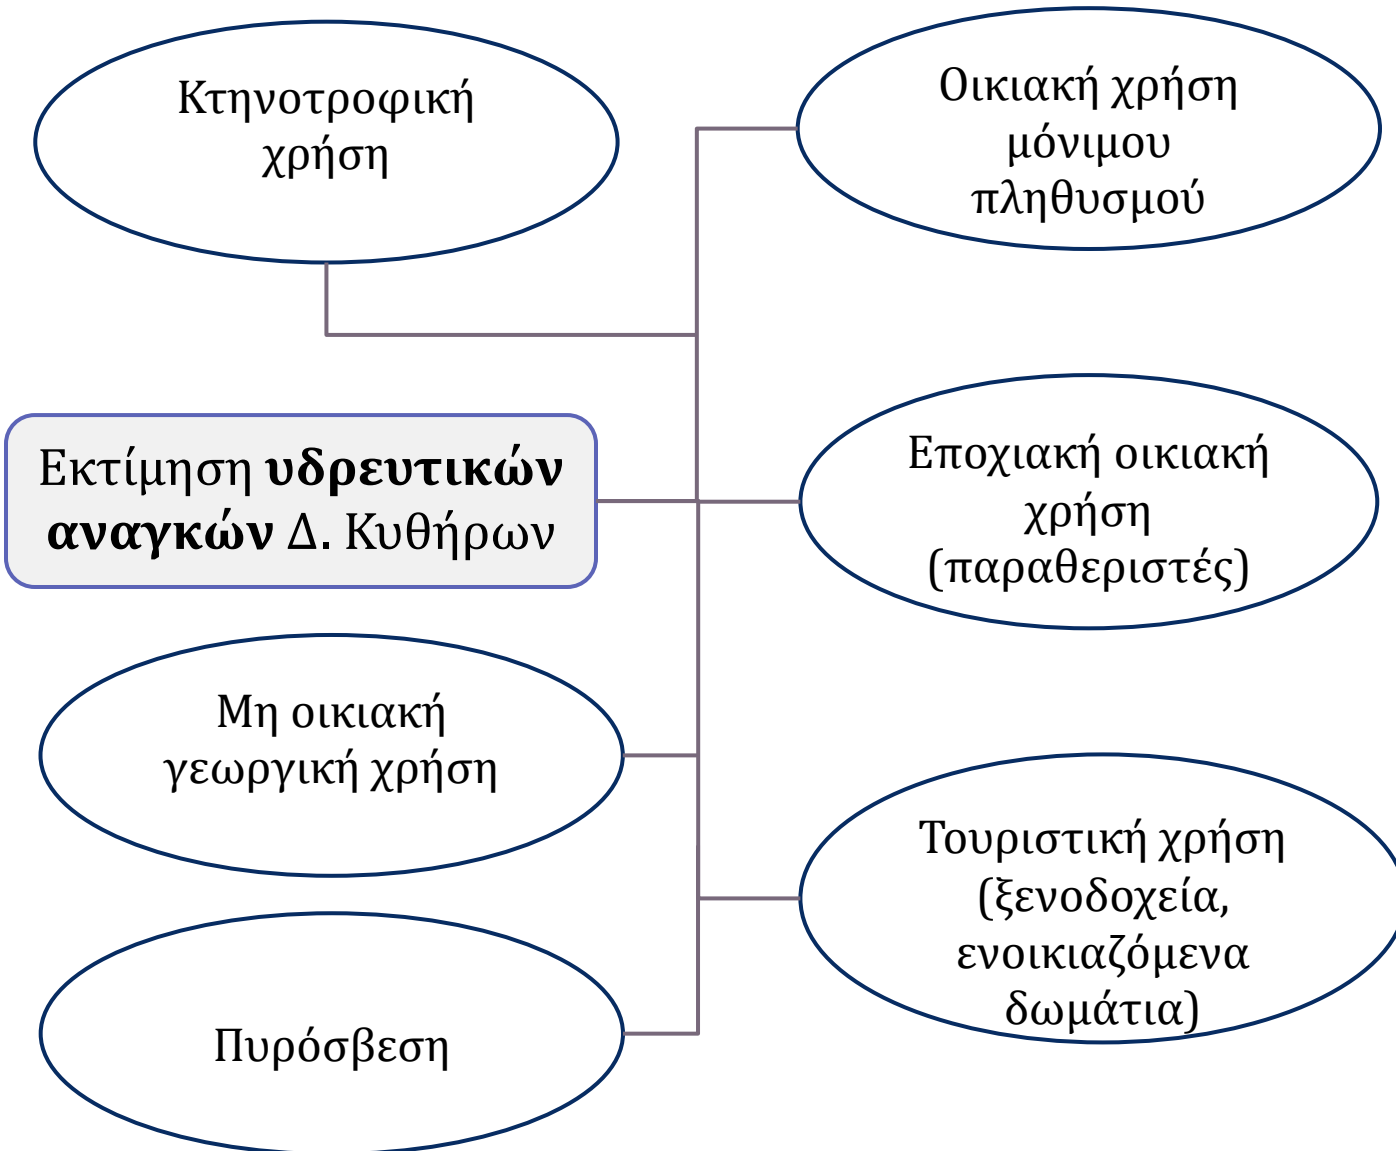 Κτηνοτροφική
χρήση
Οικιακή χρήση
μόνιμου
πληθυσμού
Εκτίμηση υδρευτικών
αναγκών Δ. Κυθήρων
Εποχιακή οικιακή
χρήση
(παραθεριστές)
Μη οικιακή
γεωργική χρήση
Τουριστική χρήση
(ξενοδοχεία,
ενοικιαζόμενα
δωμάτια)
Πυρόσβεση